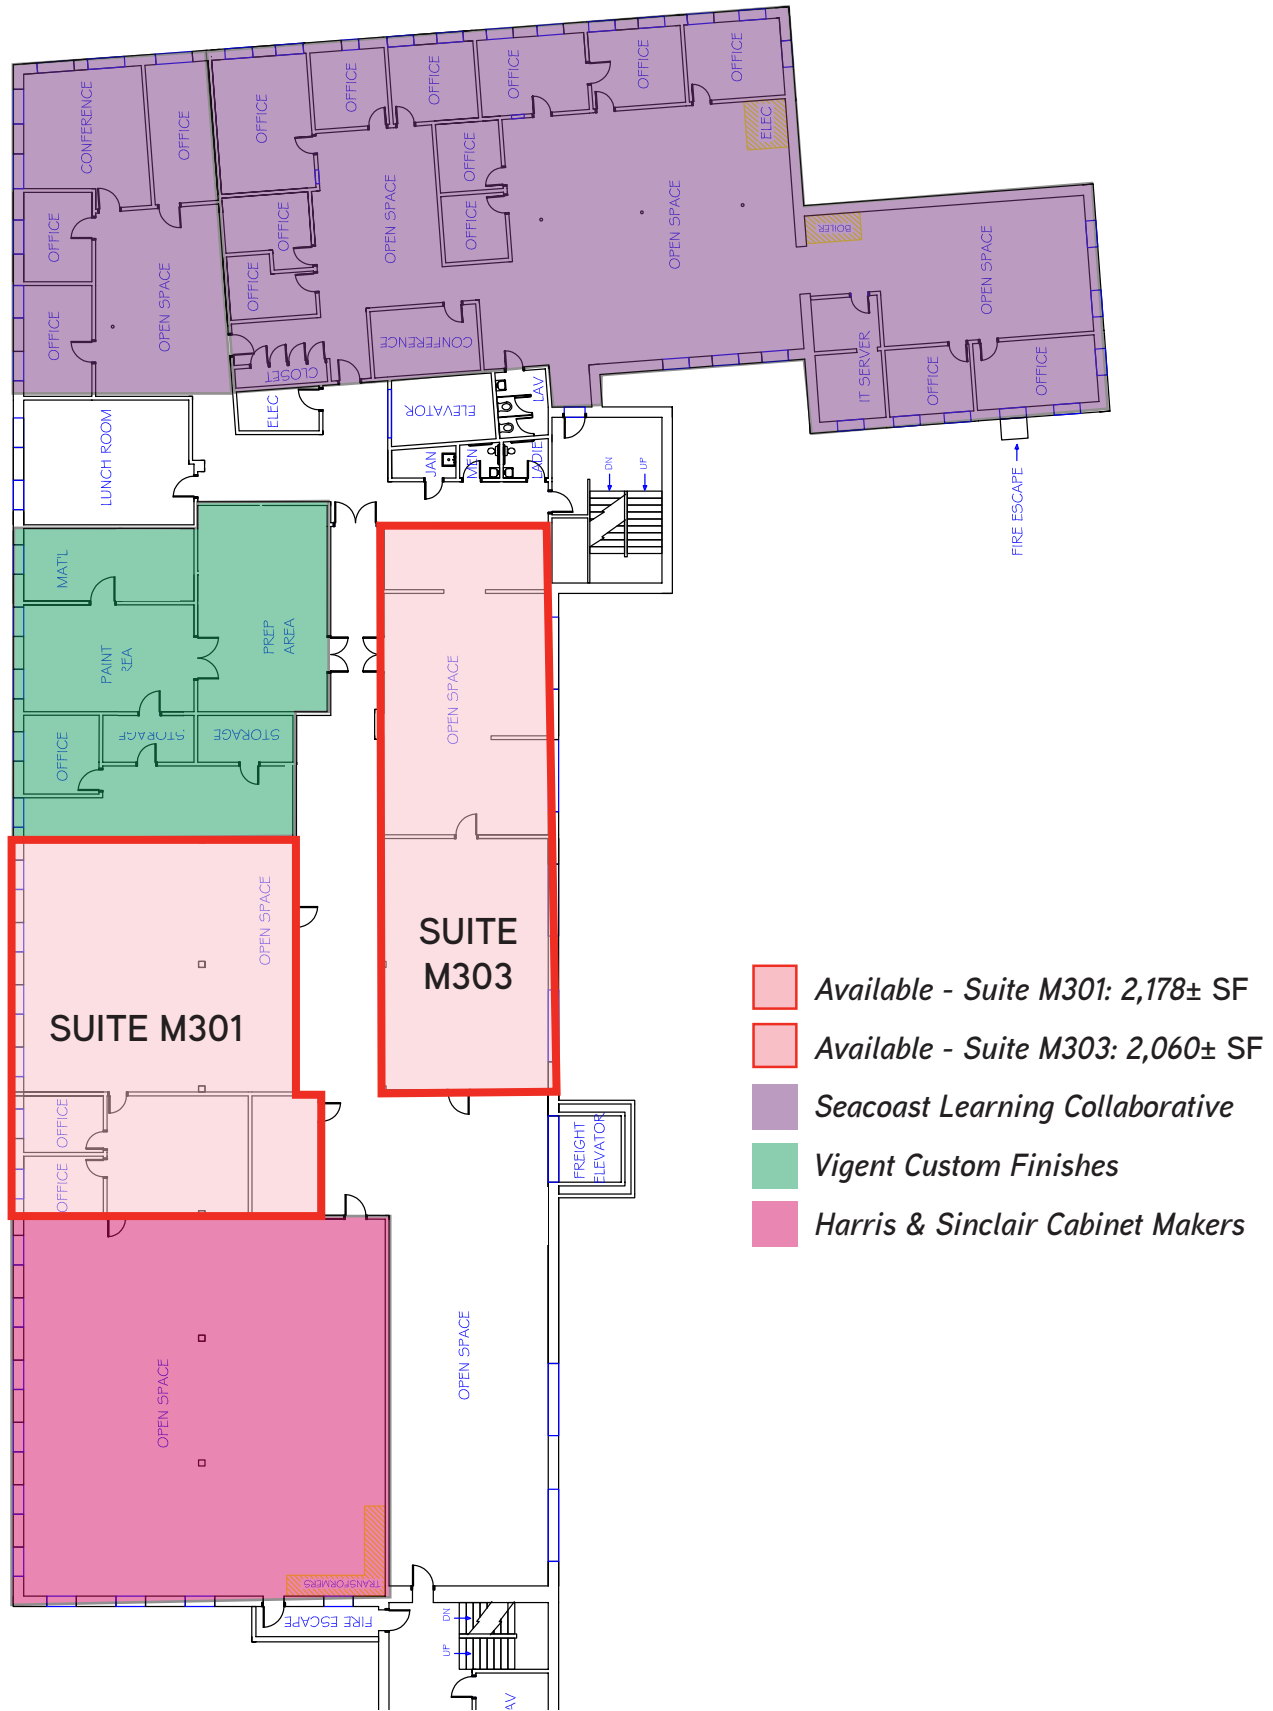 CONFERENCE
OFFICE
OFFICE
OFFICE
OFFICE
OFFICE
OFFICE
OFFICE
ELEC
OFFICE
OFFICE
OPEN SPACE
OFFICE
OFFICE
OPEN SPACE
OFFICE
OFFICE
OPEN SPACE
OFFICE
CONFERENCE
CLOSET
BOILER
OPEN SPACE
IT SERVER
OFFICE
OFFICE
LUNCH ROOM
ELEC
ELEVATOR
LAV
JAN
MEN
LADIE
DN
UP
FIRE ESCAPE
MAT'L
PAINT
REA
PREP
AREA
OFFICE
STORAGE
STORAGE
OPEN SPACE
SUITE
M303
OPEN SPACE
SUITE M301
OFFICE
OFFICE
FREIGHT
ELEVATOR
OPEN SPACE
OPEN SPACE
TRANSFORMERS
FIRE ESCAPE
DN
UP
AV
Available - Suite M301: 2,178± SF
Available - Suite M303: 2,060± SF
Seacoast Learning Collaborative
Vigent Custom Finishes
Harris & Sinclair Cabinet Makers